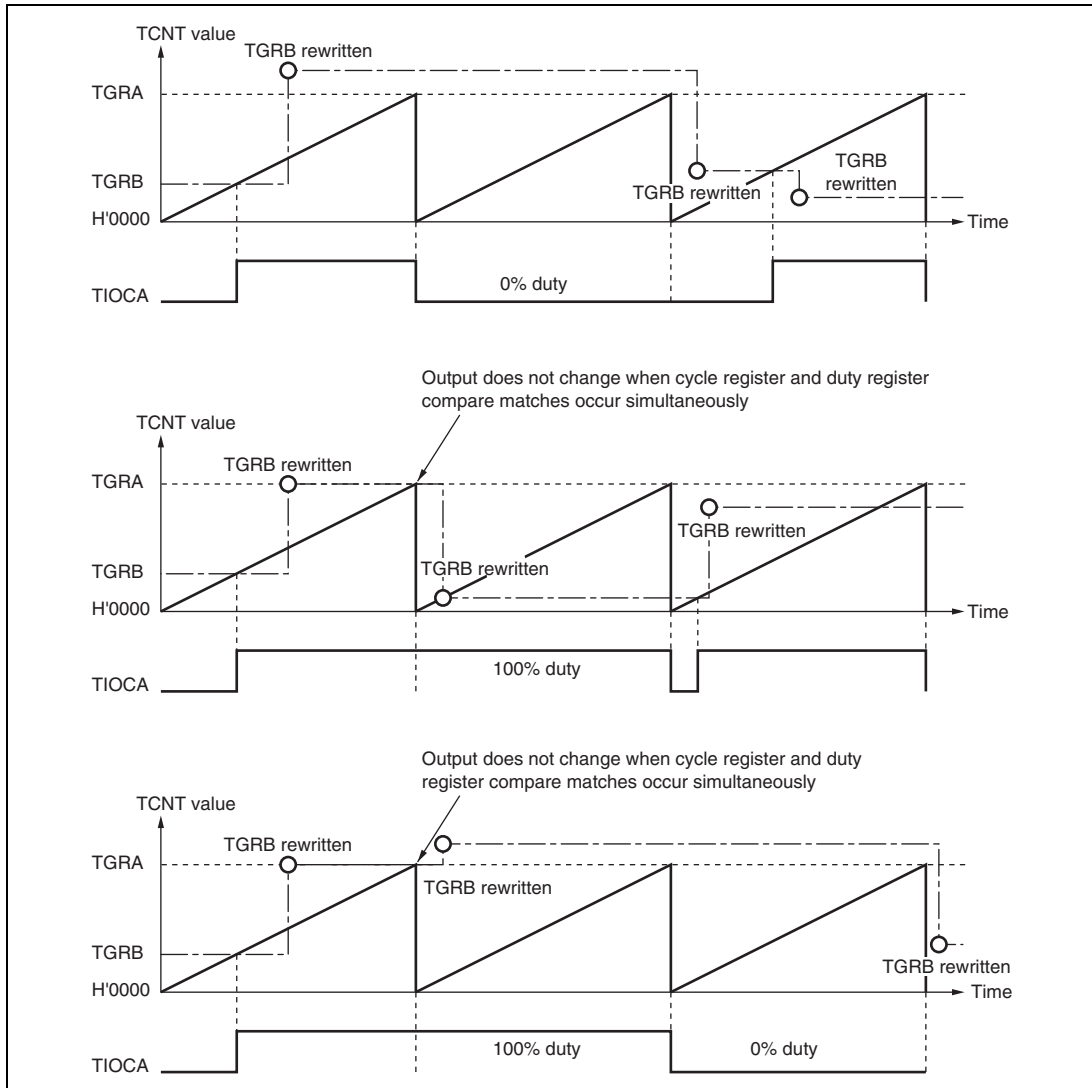 TCNT value
TGRB rewritten
TGRA
TGRB
rewritten
TGRB
TGRB rewritten
H'0000
Time
TIOCA
0% duty
Output does not change when cycle register and duty register
compare matches occur simultaneously
TCNT value
TGRB rewritten
TGRA
TGRB rewritten
TGRB
TGRB rewritten
H'0000
Time
TIOCA
100% duty
Output does not change when cycle register and duty
register compare matches occur simultaneously
TCNT value
TGRB rewritten
TGRA
TGRB rewritten
TGRB
TGRB rewritten
H'0000
Time
TIOCA
100% duty
0% duty